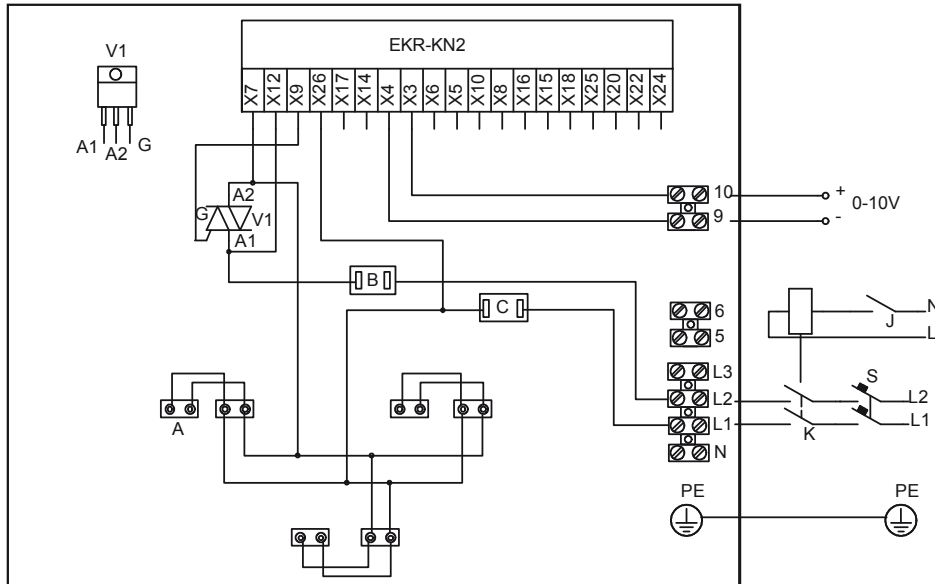 EKR-KN2
V1
X7 X12 X9 X26 X17 X14 X4 X3 X6 X5 X10 X8 X16 X15 X18 X25 X20 X22 X24
A1 A2 G
A2
G V1
A1
10 +
0-10V
9 -
B
C
6
5
N
J
L
L3
S
L2 L2
L1 L1
K
N
A
PE PE